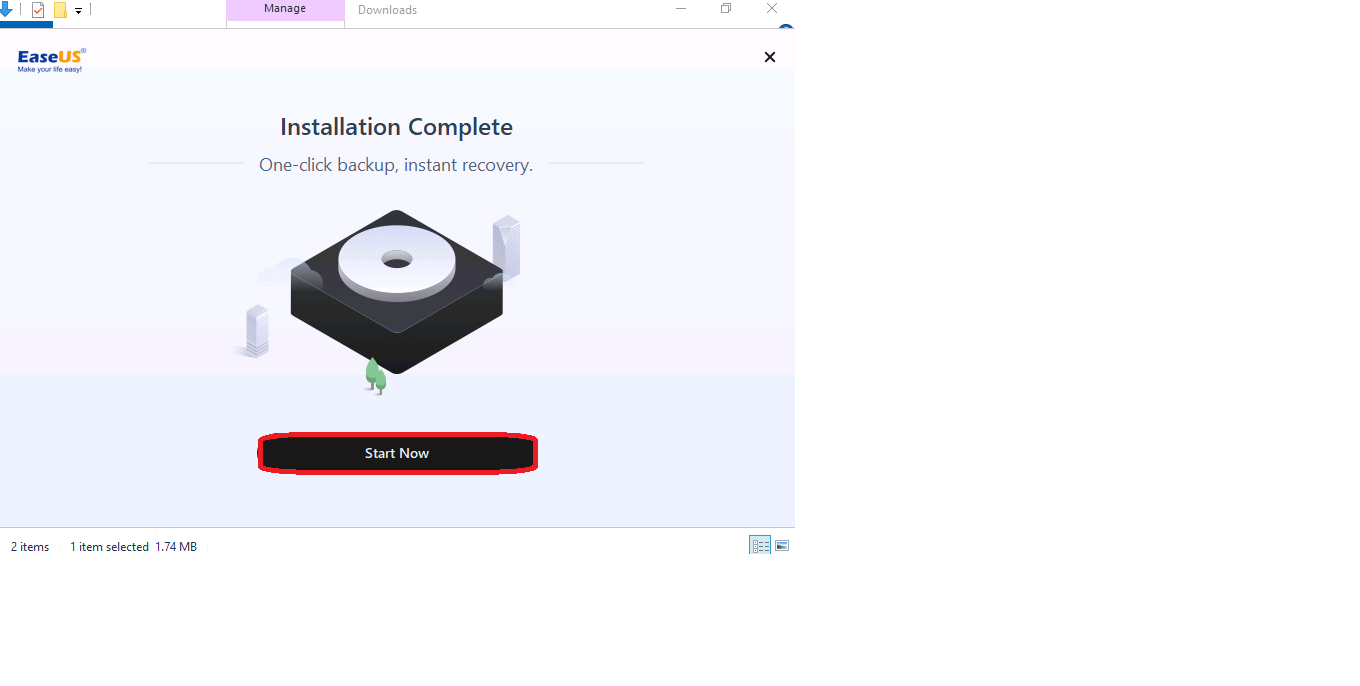 Manage
Downloads
EaseUS®
Make your life easy!
Installation Complete
One-click backup, instant recovery.
Start Now
2 items 1 item selected 1.74 MB